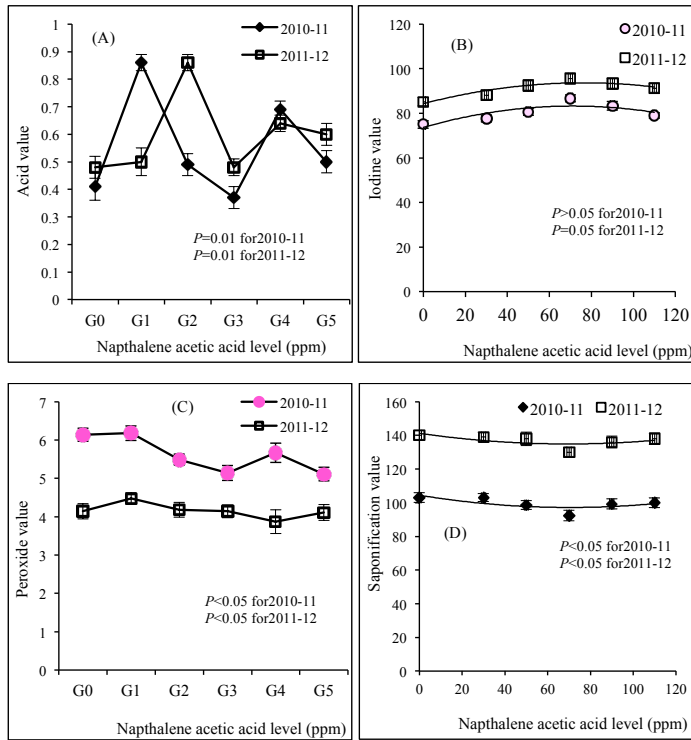 (A)
2010-11
2011-12
1
0.9
0.8
0.7
0.6
0.5
0.4
0.3
0.2
0.1
0
Acid value
P=0.01 for2010-11
P=0.01 for2011-12
G0 G1 G2 G3 G4 G5
Napthalene acetic acid level (ppm)
(B)
2010-11
2011-12
120
100
80
60
40
20
0
Iodine value
P>0.05 for2010-11
P=0.05 for2011-12
0 20 40 60 80 100 120
Napthalene acetic acid level (ppm)
(C)
2010-11
2011-12
7
6
5
4
3
2
1
0
Peroxide value
P<0.05 for2010-11
P<0.05 for2011-12
G0 G1 G2 G3 G4 G5
Napthalene acetic acid level (ppm)
2010-11 2011-12
160
140
120
100
80
60
40
20
0
Saponification value
(D)
P<0.05 for2010-11
P<0.05 for2011-12
0 20 40 60 80 100 120
Napthalene acetic acid level (ppm)